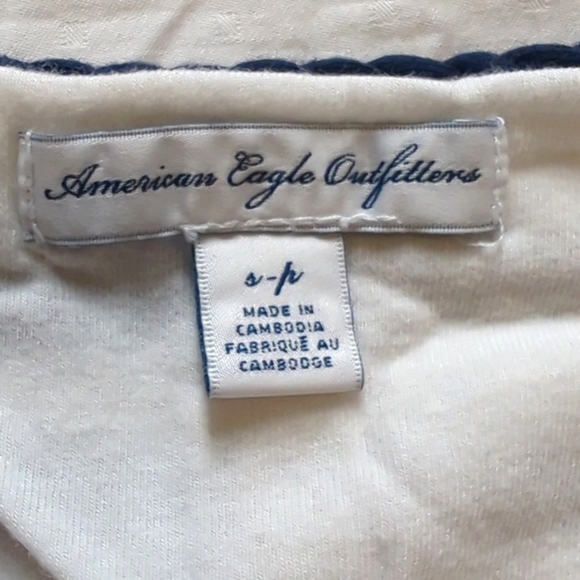 American Eagle Outfitters
s-p
MADE IN
CAMBODIA
FABRIQUÉ AU
CAMBODGE